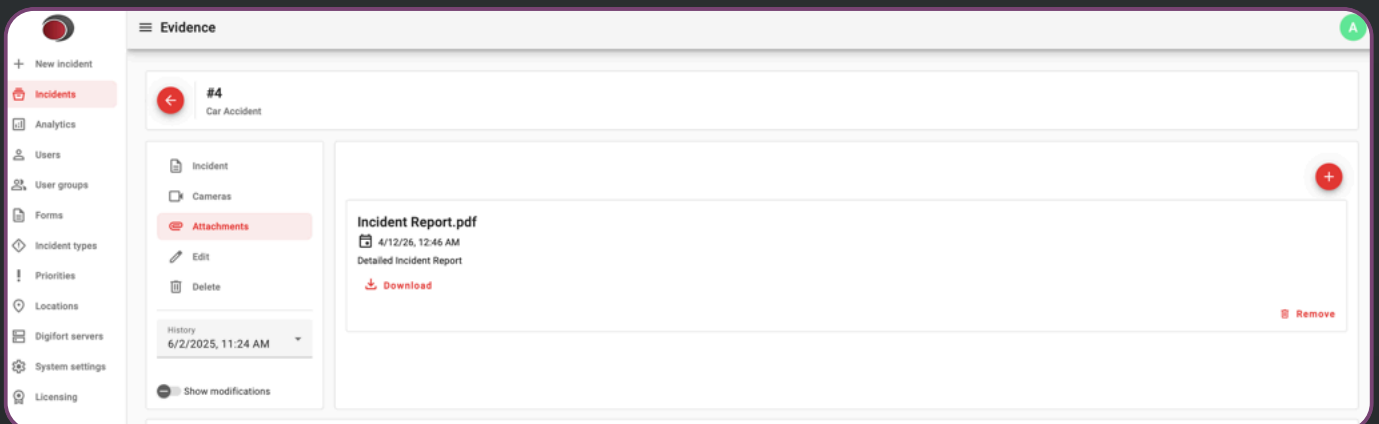 Evidence
A
New incident
Incidents
Analytics
Users
User groups
Forms
Incident types
Priorities
Locations
Digifort servers
System settings
Licensing
#4
Car Accident
Incident
Cameras
Attachments
Edit
Delete
History
6/2/2025, 11:24 AM
Show modifications
Incident Report.pdf
4/12/26, 12:46 AM
Detailed Incident Report
Download
Remove